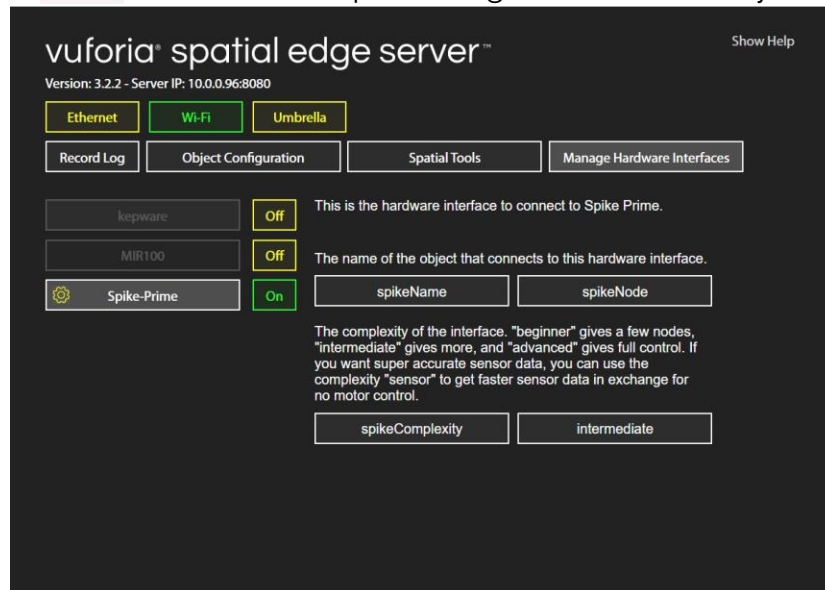 vuforia® spatial edge server™
Show Help
Version: 3.2.2 - Server IP: 10.0.0.96:8080
Ethernet Wi-Fi Umbrella
Record Log Object Configuration Spatial Tools Manage Hardware Interfaces
kepware Off
MIR100 Off
Spike-Prime On
This is the hardware interface to connect to Spike Prime.
The name of the object that connects to this hardware interface.
spikeName spikeNode
The complexity of the interface. "beginner" gives a few nodes,
"intermediate" gives more, and "advanced" gives full control. If
you want super accurate sensor data, you can use the
complexity "sensor" to get faster sensor data in exchange for
no motor control.
spikeComplexity intermediate